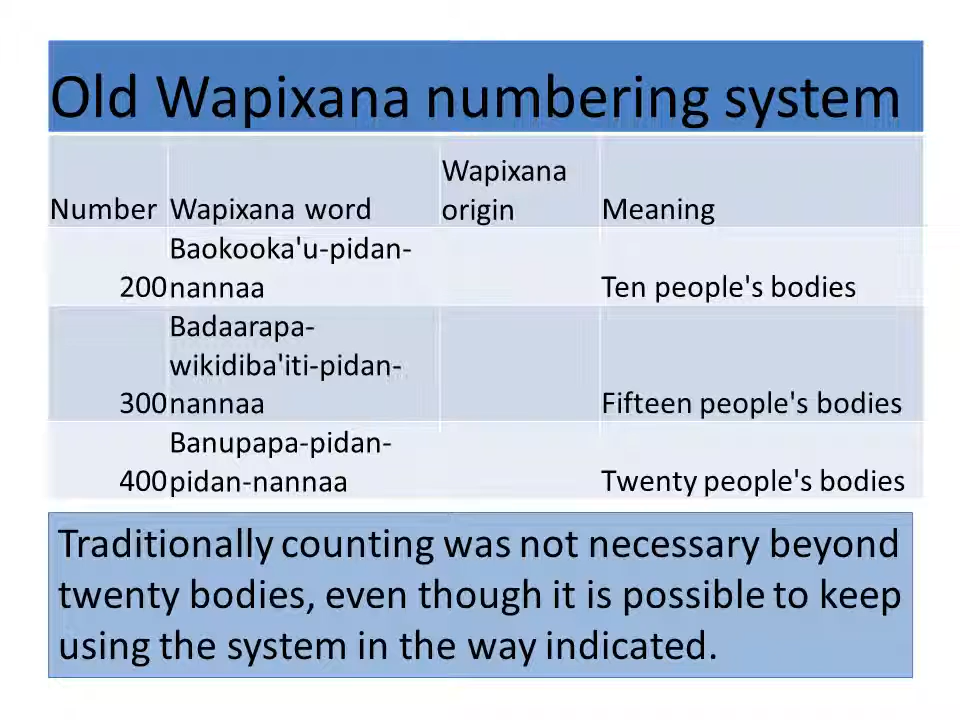 Old Wapixana numbering system
Wapixana
Number Wapixana word origin Meaning
Baokooka'u-pidan-
200 nannaa Ten people's bodies
Badaarapa-
wikidiba'iti-pidan-
300 nannaa Fifteen people's bodies
Banupapa-pidan-
400 pidan-nannaa Twenty people's bodies
Traditionally counting was not necessary beyond
twenty bodies, even though it is possible to keep
using the system in the way indicated.